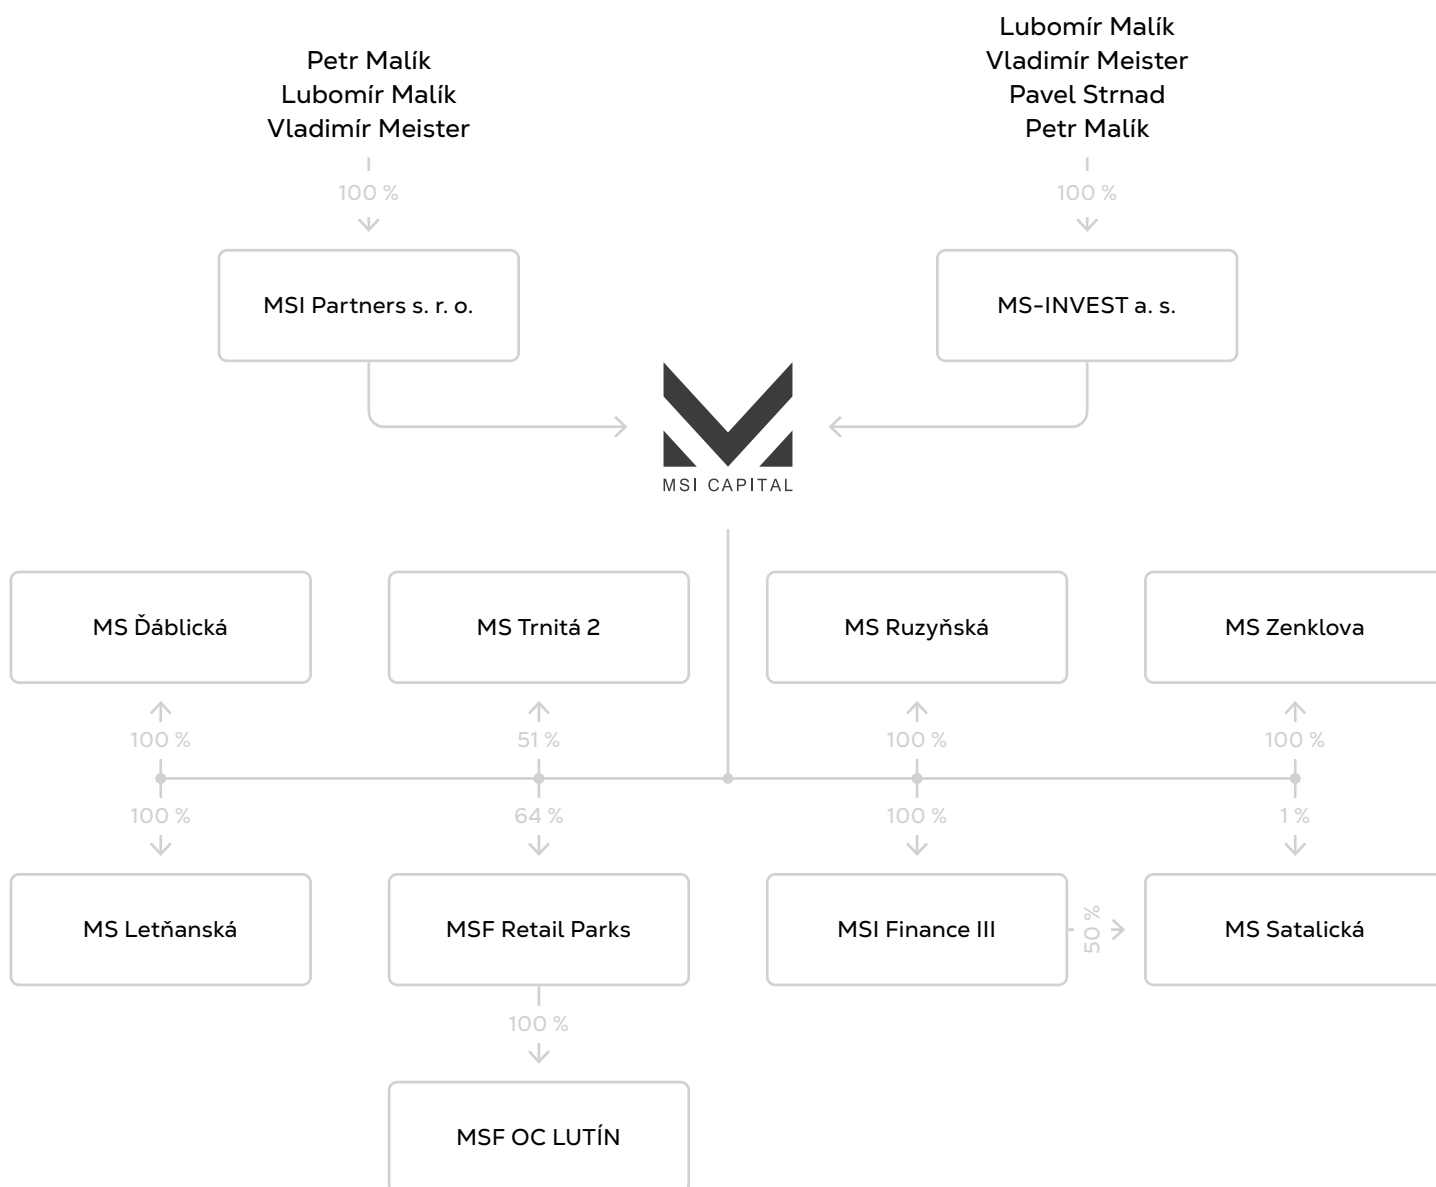 Petr Malík
Lubomír Malík
Vladimír Meister
Lubomír Malík
Vladimír Meister
Pavel Strnad
Petr Malík
100 %
100 %
MSI Partners s. r. o.
MS-INVEST a. s.
MSI CAPITAL
MS Ďáblická
MS Trnitá 2
MS Ruzyňská
MS Zenklova
100 %
51 %
100 %
100 %
100 %
64 %
100 %
1 %
MS Letňanská
MSF Retail Parks
MSI Finance III
50 %
MS Satalická
100 %
MSF OC LUTÍN